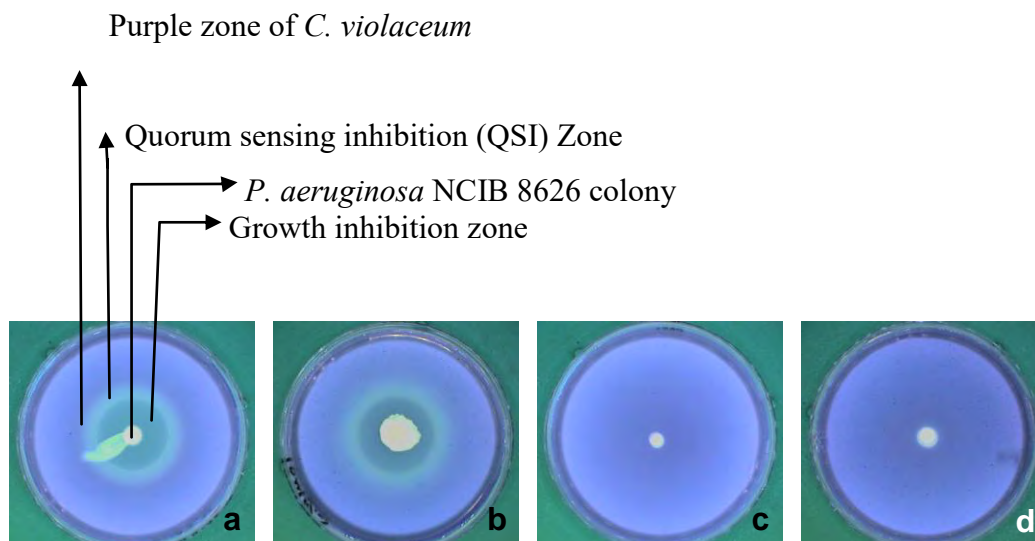 Purple zone of C. violaceum
Quorum sensing inhibition (QSI) Zone
P. aeruginosa NCIB 8626 colony
Growth inhibition zone
a
b
c
d